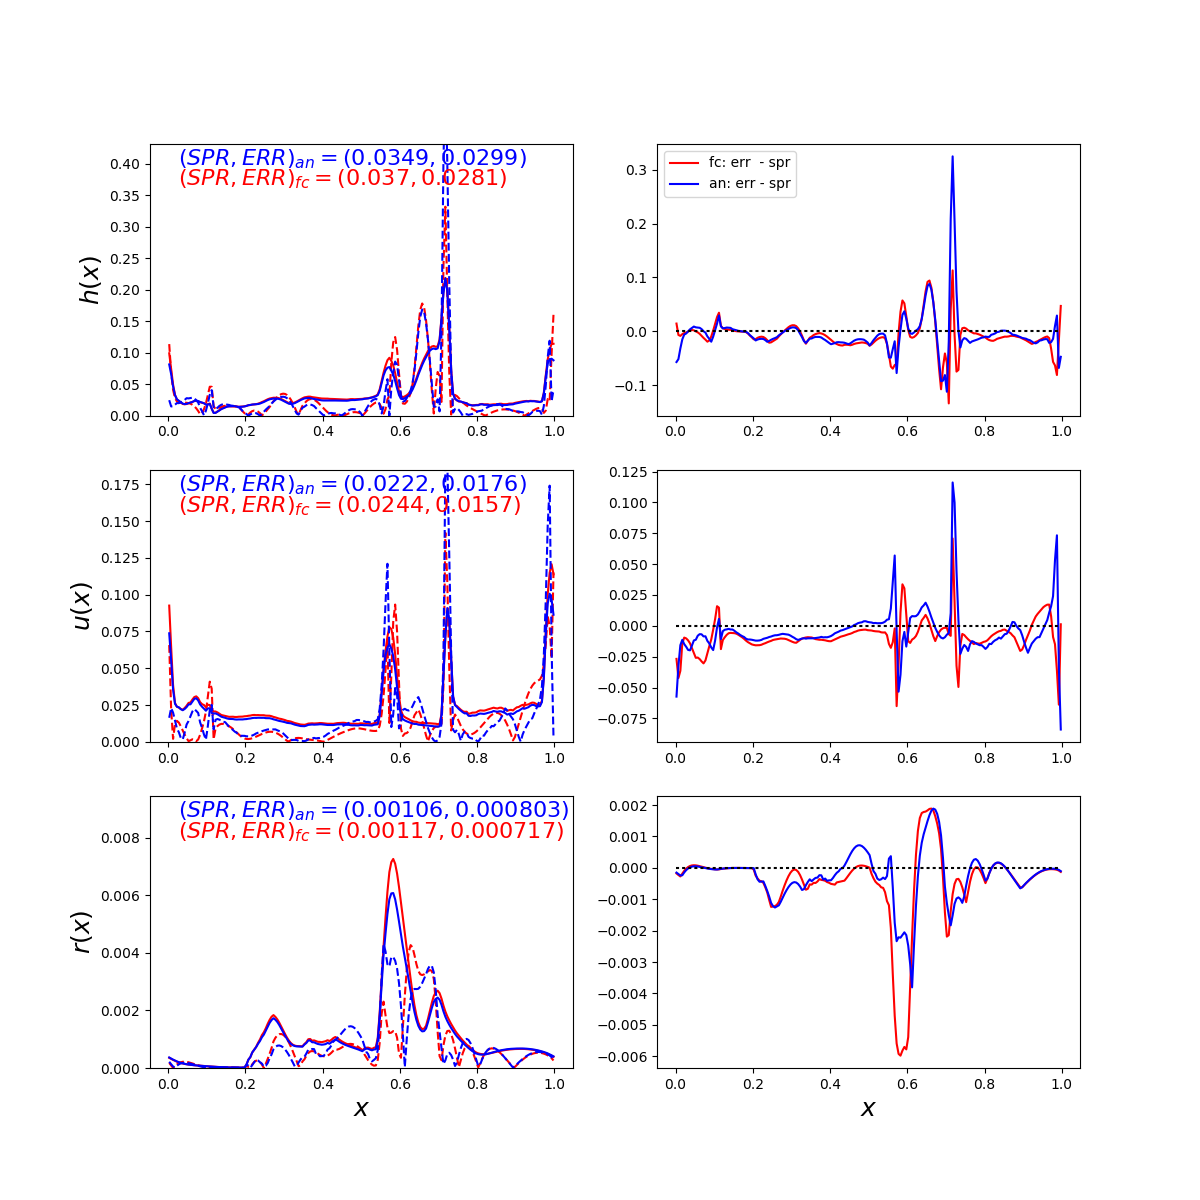 (SPR, ERR)an = (0.0349, 0.0299)
(SPR, ERR)fc = (0.037, 0.0281)
h(x)
0.40
0.35
0.30
0.25
0.20
0.15
0.10
0.05
0.00
0.0 0.2 0.4 0.6 0.8 1.0
fc: err - spr
an: err - spr
0.3
0.2
0.1
0.0
−0.1
0.0 0.2 0.4 0.6 0.8 1.0
(SPR, ERR)an = (0.0222, 0.0176)
(SPR, ERR)fc = (0.0244, 0.0157)
u(x)
0.175
0.150
0.125
0.100
0.075
0.050
0.025
0.000
0.0 0.2 0.4 0.6 0.8 1.0
0.125
0.100
0.075
0.050
0.025
0.000
−0.025
−0.050
−0.075
0.0 0.2 0.4 0.6 0.8 1.0
(SPR, ERR)an = (0.00106, 0.000803)
(SPR, ERR)fc = (0.00117, 0.000717)
r(x)
0.008
0.006
0.004
0.002
0.000
0.0 0.2 0.4 0.6 0.8 1.0
x
0.002
0.001
0.000
−0.001
−0.002
−0.003
−0.004
−0.005
−0.006
0.0 0.2 0.4 0.6 0.8 1.0
x